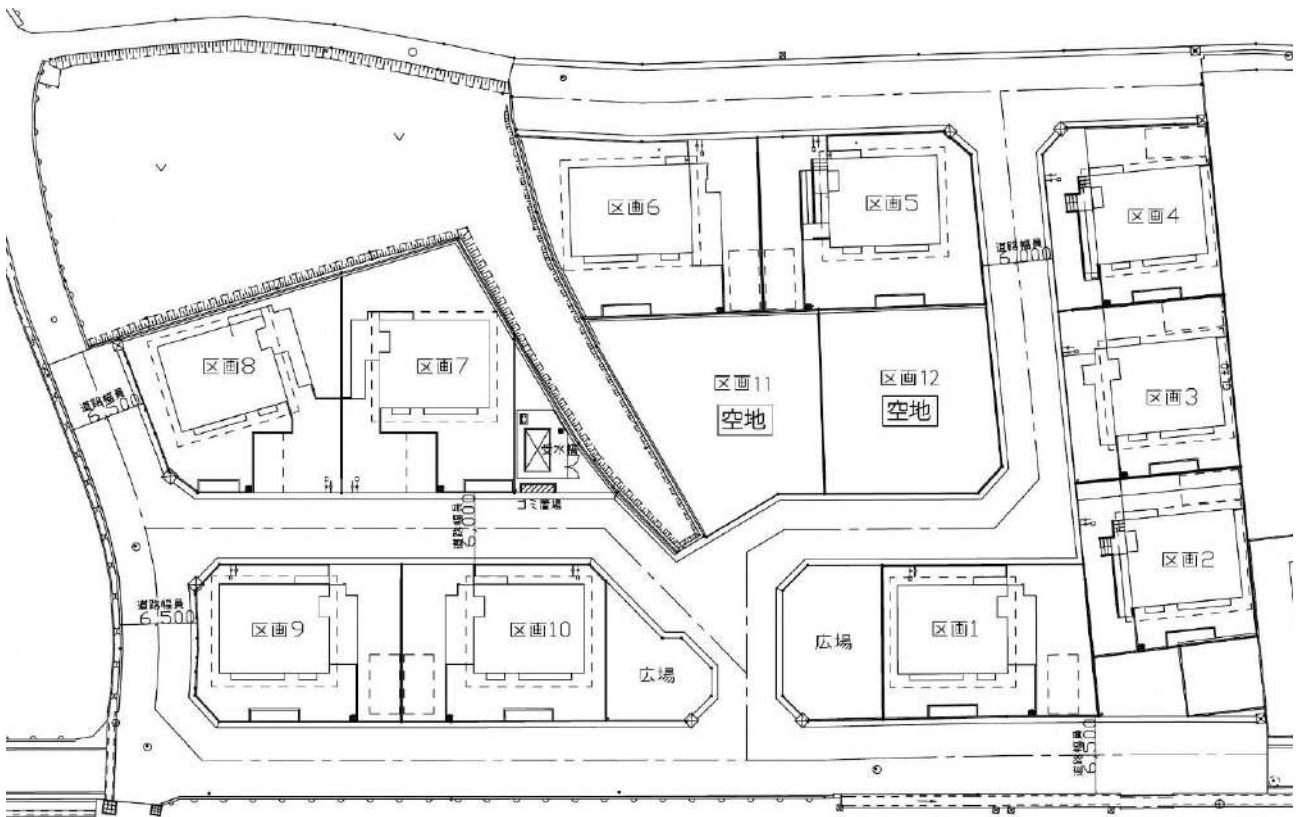 区画6
区画5
区画4
道路幅員
6,000
区画8
区画7
区画11
空地
区画12
空地
区画3
道路幅員
6,500
受水槽
ゴミ置場
道路幅員
6,000
区画2
道路幅員
6,500
区画9
区画10
広場
広場
区画1
道路幅員
6,500